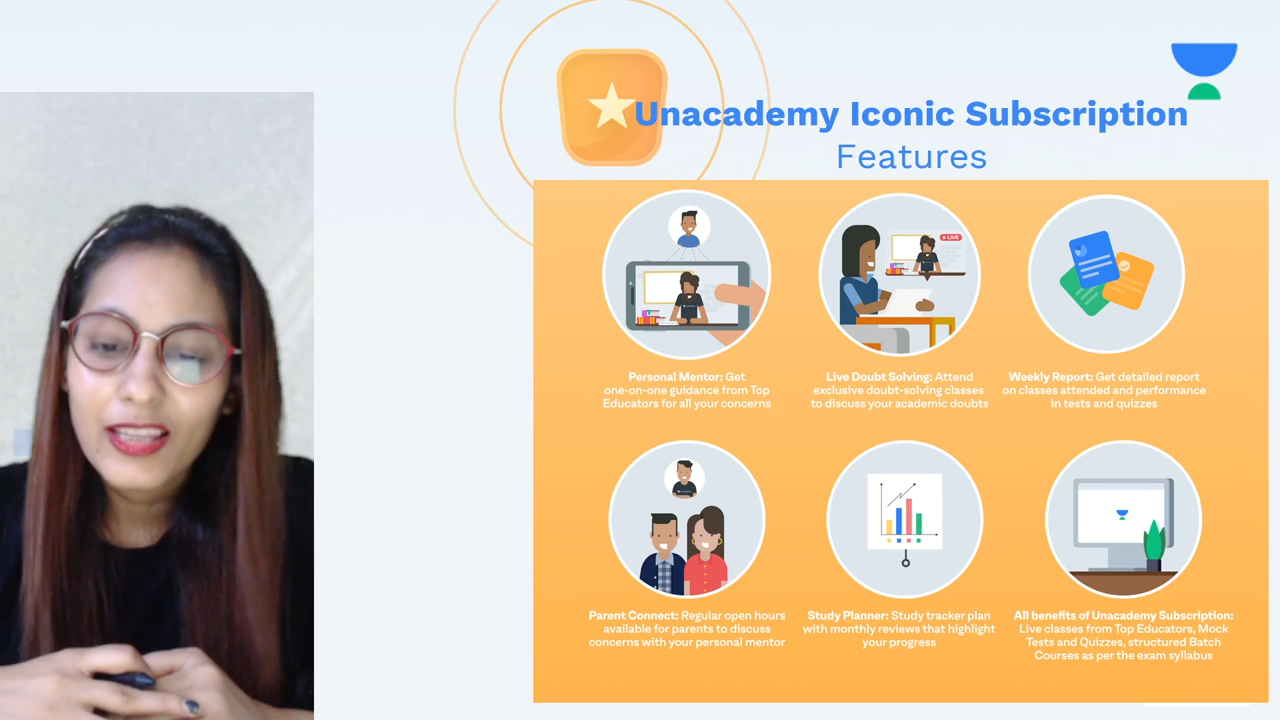 Unacademy Iconic Subscription
Features
LIVE
Personal Mentor: Get
one-on-one guidance from Top
Educators for all your concerns
Live Doubt Solving: Attend
exclusive doubt-solving classes
to discuss your academic doubts
Weekly Report: Get detailed report
on classes attended and performance
in tests and quizzes
Parent Connect: Regular open hours
available for parents to discuss
concerns with your personal mentor
Study Planner: Study tracker plan
with monthly reviews that highlight
your progress
All benefits of Unacademy Subscription:
Live classes from Top Educators, Mock
Tests and Quizzes, structured Batch
Courses as per the exam syllabus